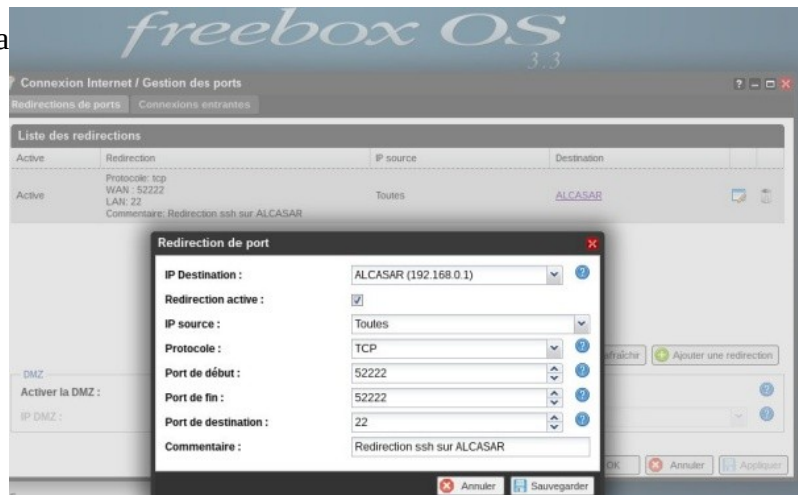 a
freebox OS
3.3
Connexion Internet / Gestion des ports
Redirections de ports Connexions entrantes
Liste des redirections
Active Redirection IP source Destination
Protocole: tcp
WAN : 52222
Active Toutes ALCASAR
LAN: 22
Commentaire: Redirection ssh sur ALCASAR
Redirection de port
IP Destination : ALCASAR (192.168.0.1)
Redirection active :
IP source : Toutes
Protocole : TCP
afraîchir Ajouter une redirection
DMZ
Port de début : 52222
Activer la DMZ :
Port de fin : 52222
IP DMZ :
Port de destination : 22
Commentaire : Redirection ssh sur ALCASAR
OK Annuler Appliquer
Annuler Sauvegarder